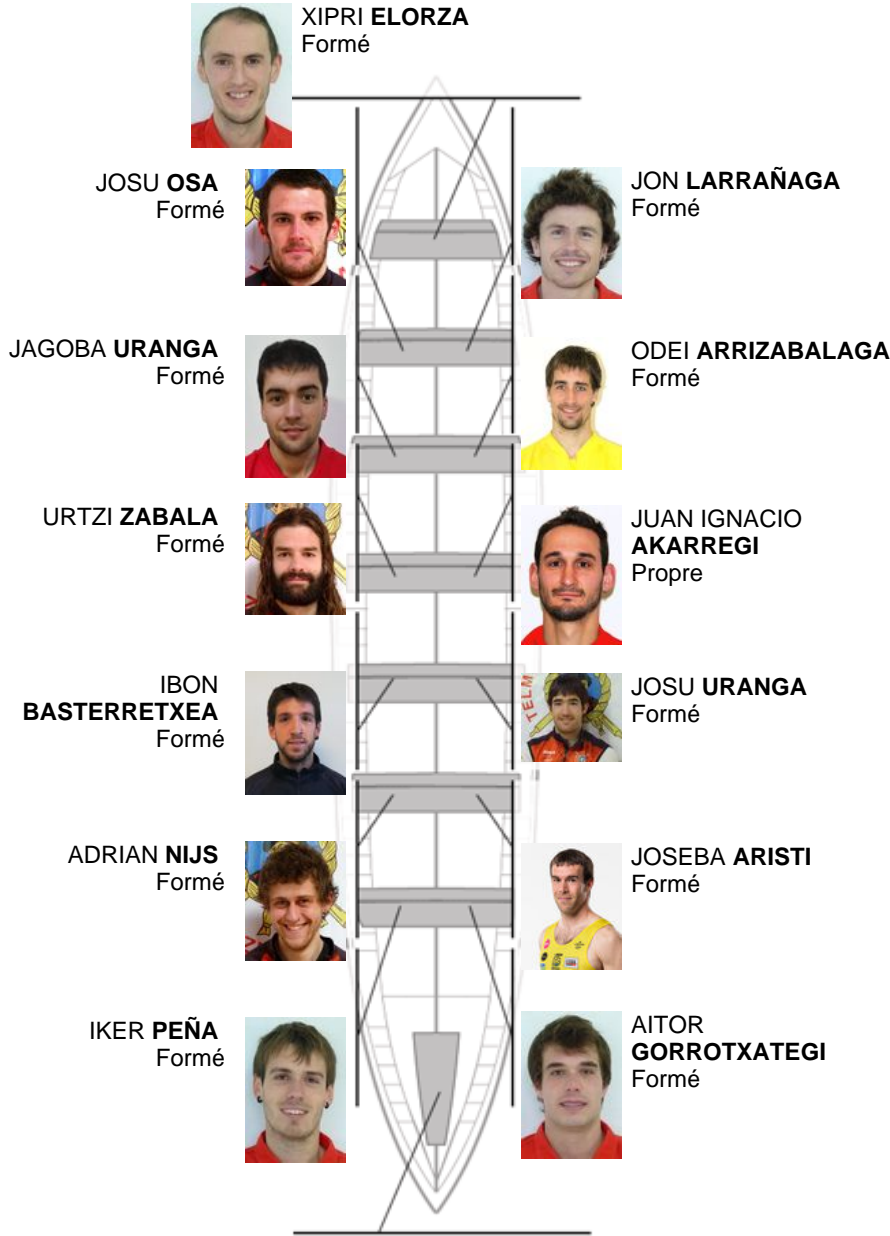 XIPRI ELORZA
Formé
JOSU OSA
Formé
JON LARRAÑAGA
Formé
JAGOBA URANGA
Formé
ODEI ARRIZABALAGA
Formé
URTZI ZABALA
Formé
JUAN IGNACIO
AKARREGI
Propre
IBON
BASTERRETXEA
Formé
TELM
JOSU URANGA
Formé
ADRIAN NIJS
Formé
JOSEBA ARISTI
Formé
IKER PEÑA
Formé
AITOR
GORROTXATEGI
Formé